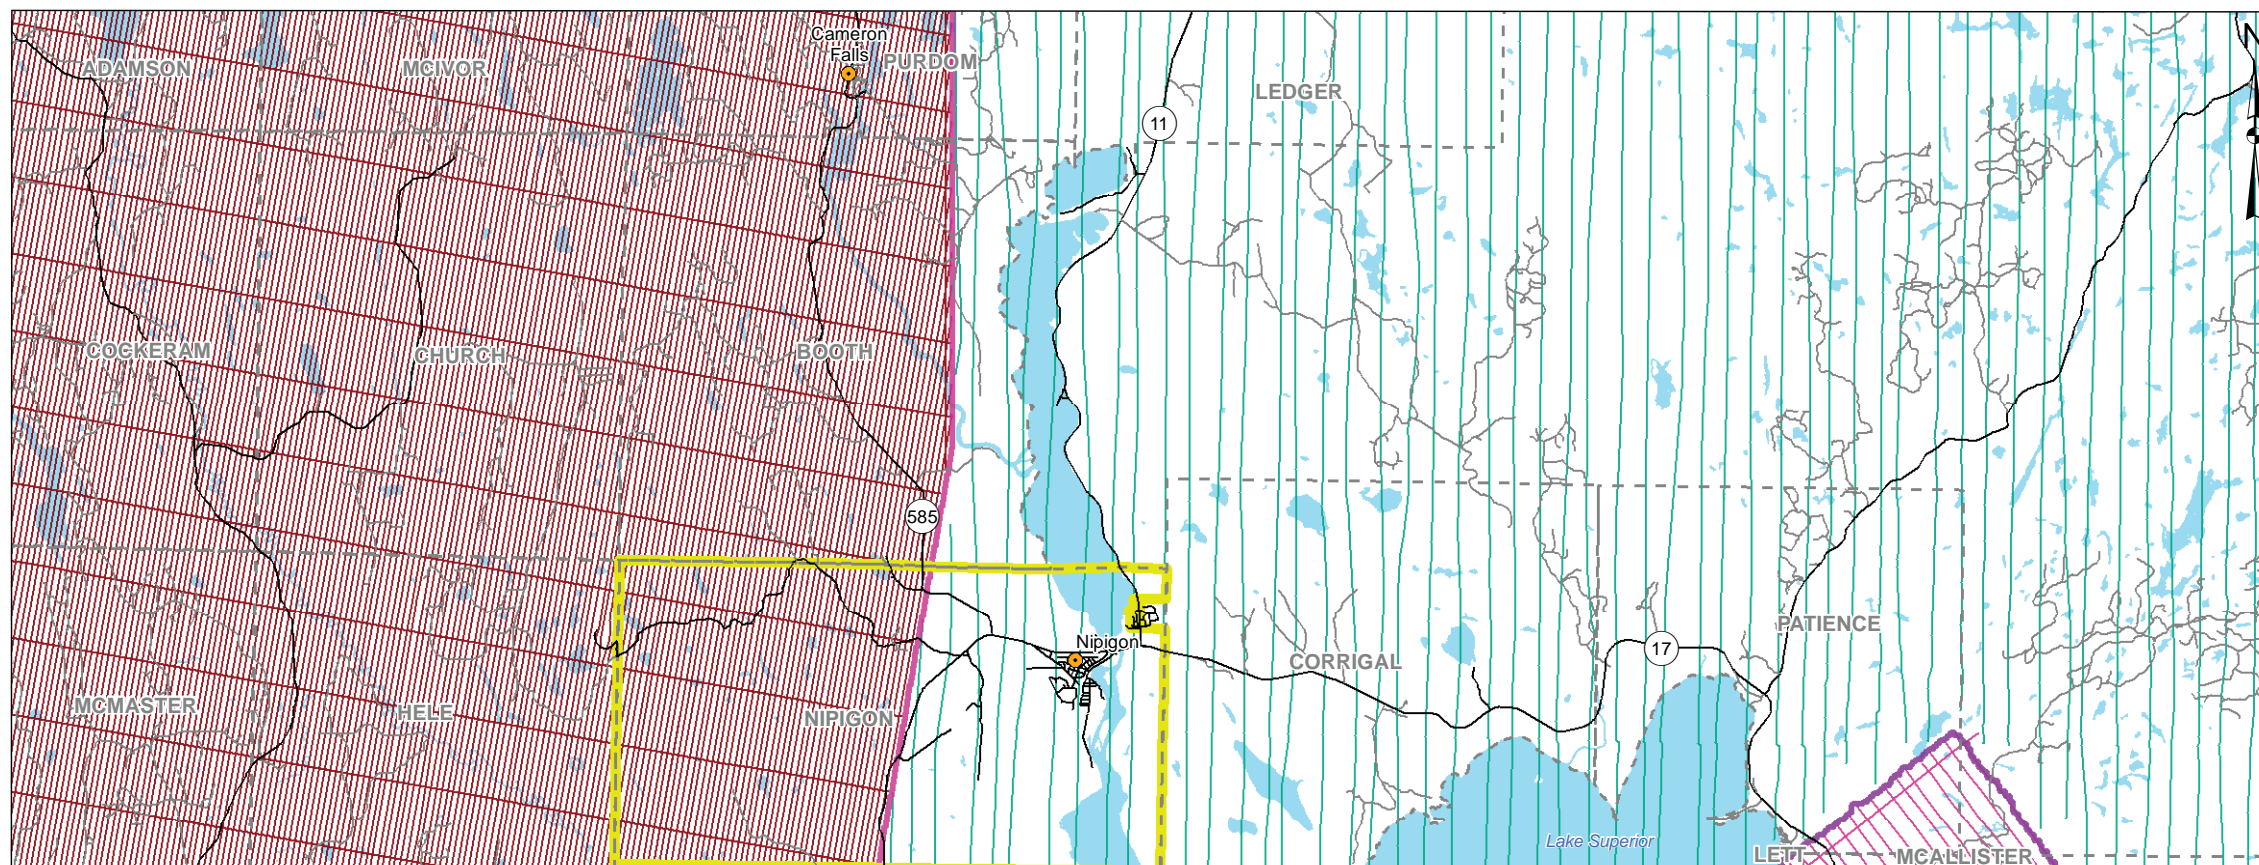 Cameron
Falls
ADAMSON
MCIVOR
PURDOM
LEDGER
11
N
COCKERAM
CHURCH
BOOTH
585
PATIENCE
Nipigon
17
CORRIGAL
MCMASTER
HELE
NIPIGON
Lake Superior
LETT
MCALLISTER